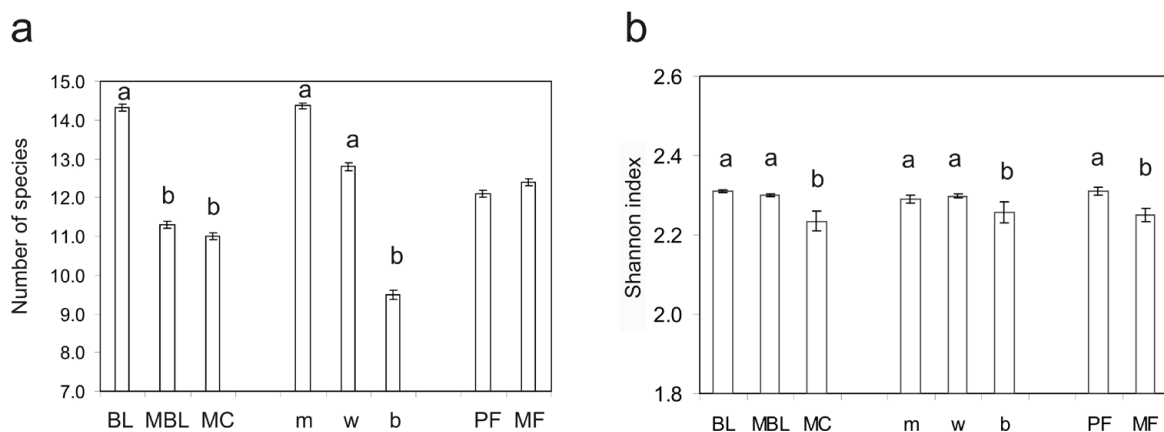 a
Number of species
15.0
14.0
13.0
12.0
11.0
10.0
9.0
8.0
7.0
a b b a a b
BL MBL MC m w b PF MF
b
Shannon index
2.6
2.4
2.2
2.0
1.8
a a b a a b a b
BL MBL MC m w b PF MF